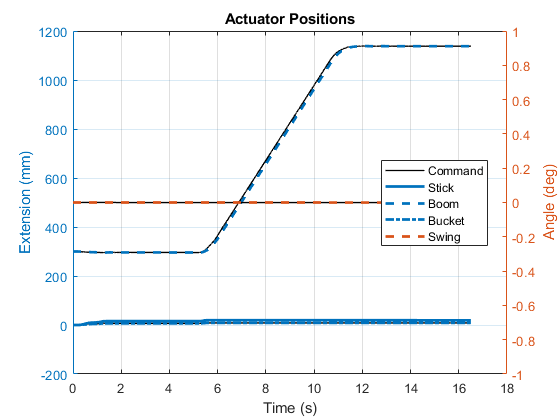 Actuator Positions
1200
1000
800
600
400
200
0
-200
Extension (mm)
1
0.8
0.6
0.4
0.2
0
-0.2
-0.4
-0.6
-0.8
-1
Angle (deg)
Command
Stick
Boom
Bucket
Swing
0 2 4 6 8 10 12 14 16 18
Time (s)